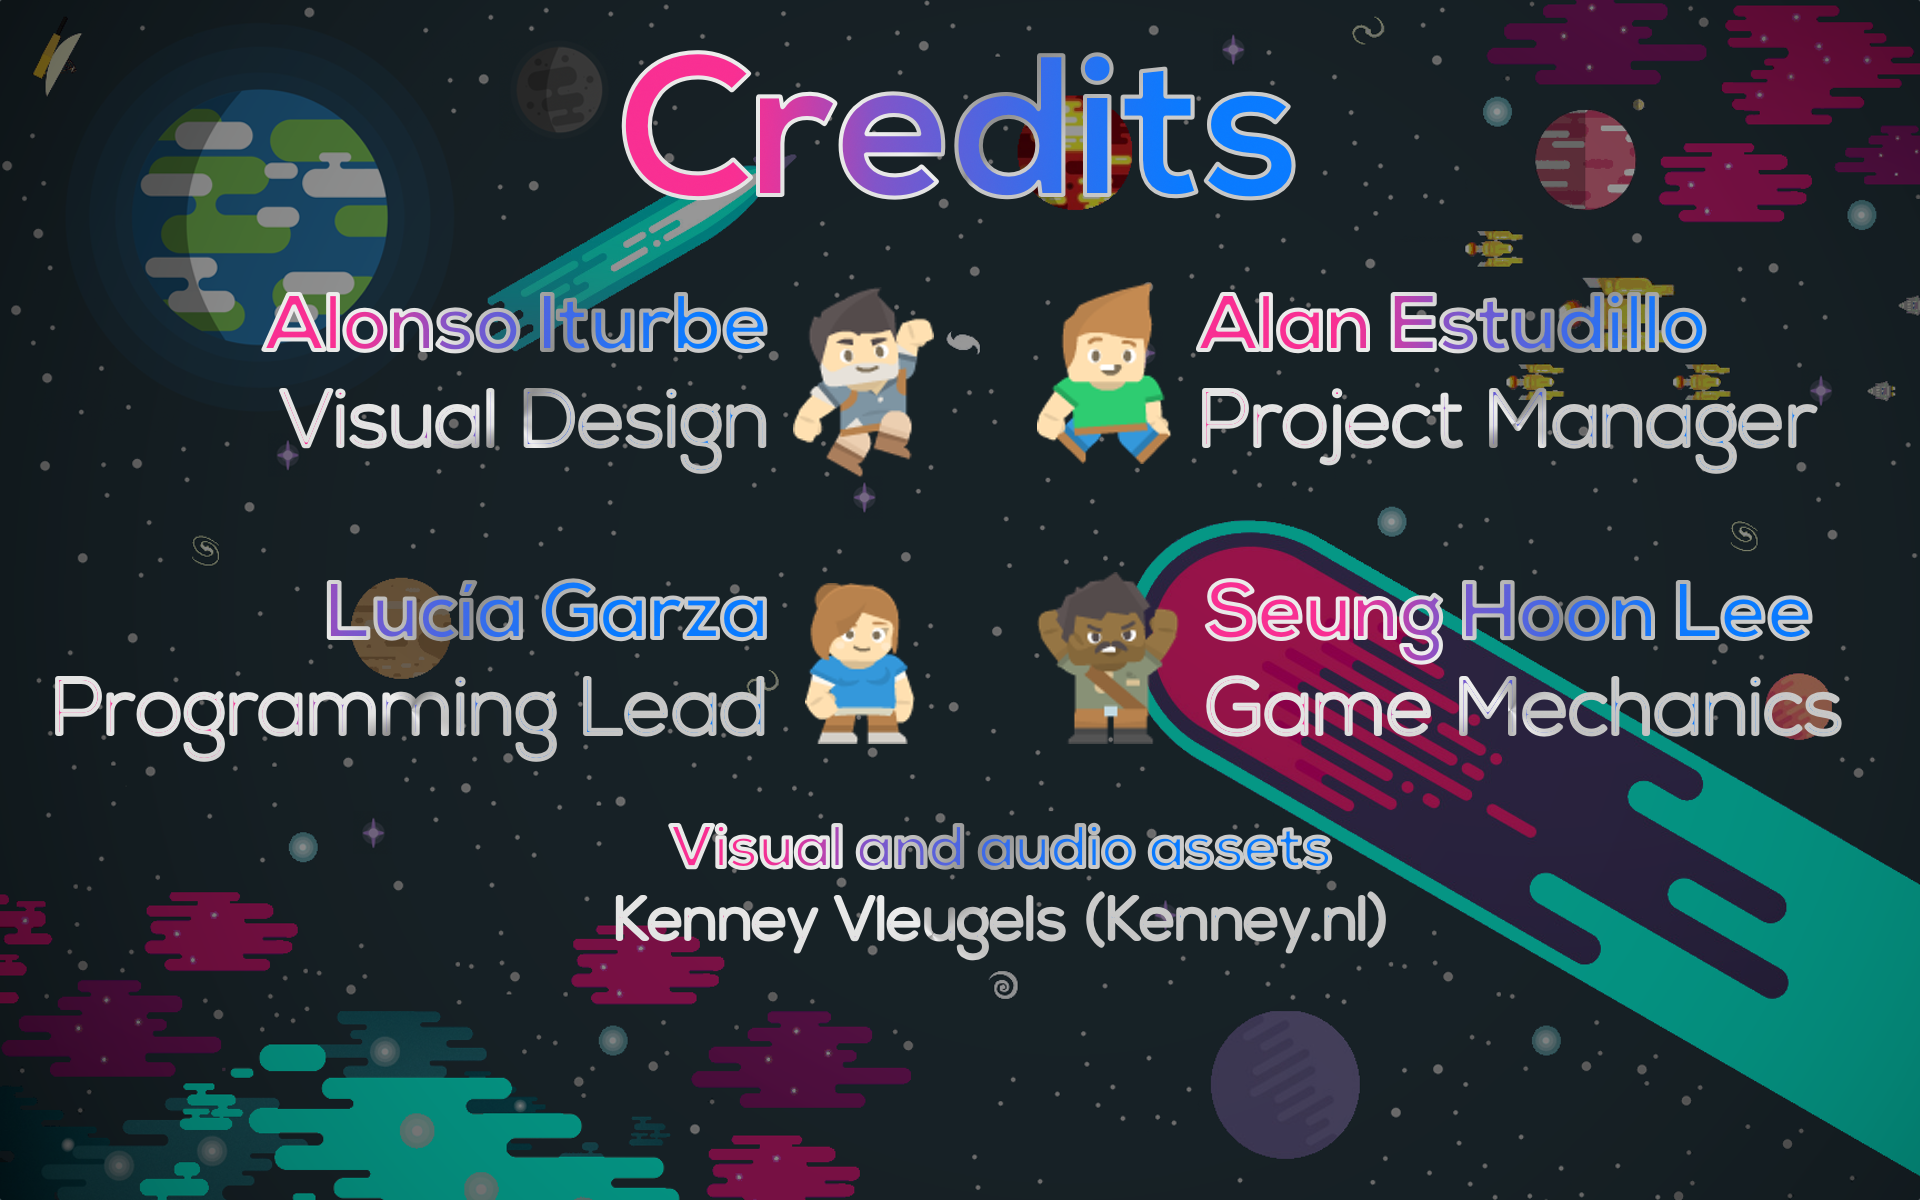 Credits
Alonso Iturbe
Visual Design
Alan Estudillo
Project Manager
Lucía Garza
Programming Lead
Seung Hoon Lee
Game Mechanics
Visual and audio assets
Kenney Vleugels (Kenney.nl)